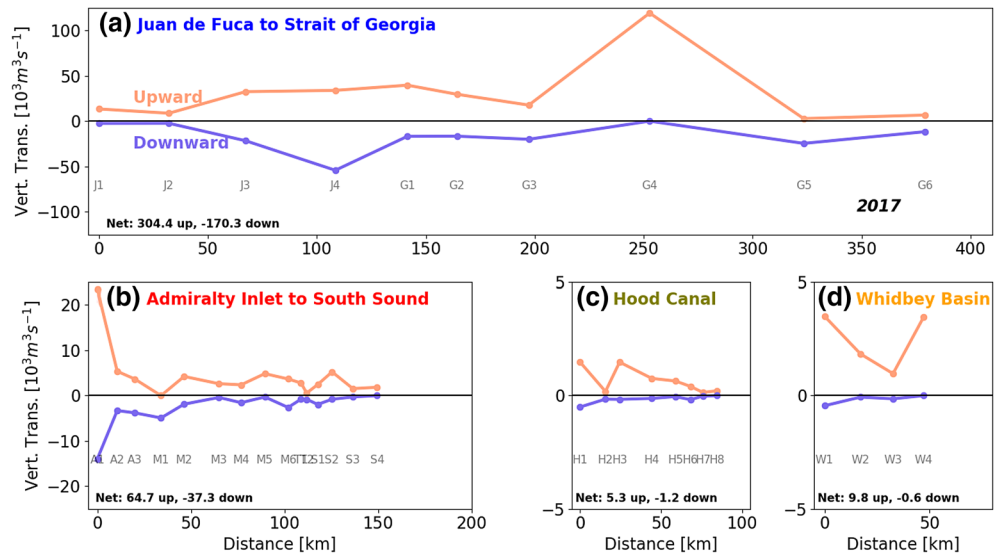 (a) Juan de Fuca to Strait of Georgia
Vert. Trans. [10³m³s⁻¹]
100
50
0
−50
−100
Upward
Downward
J1 J2 J3 J4 G1 G2 G3 G4 G5 G6
2017
Net: 304.4 up, -170.3 down
0 50 100 150 200 250 300 350 400
(b) Admiralty Inlet to South Sound
Vert. Trans. [10³m³s⁻¹]
20
10
0
−10
−20
A1 A2 A3 M1 M2 M3 M4 M5 M6 T1 T2 S1 S2 S3 S4
Net: 64.7 up, -37.3 down
0 50 100 150 200
Distance [km]
(c) Hood Canal
5
0
−5
H1 H2 H3 H4 H5 H6 H7 H8
Net: 5.3 up, -1.2 down
0 50 100
Distance [km]
(d) Whidbey Basin
5
0
−5
W1 W2 W3 W4
Net: 9.8 up, -0.6 down
0 50
Distance [km]